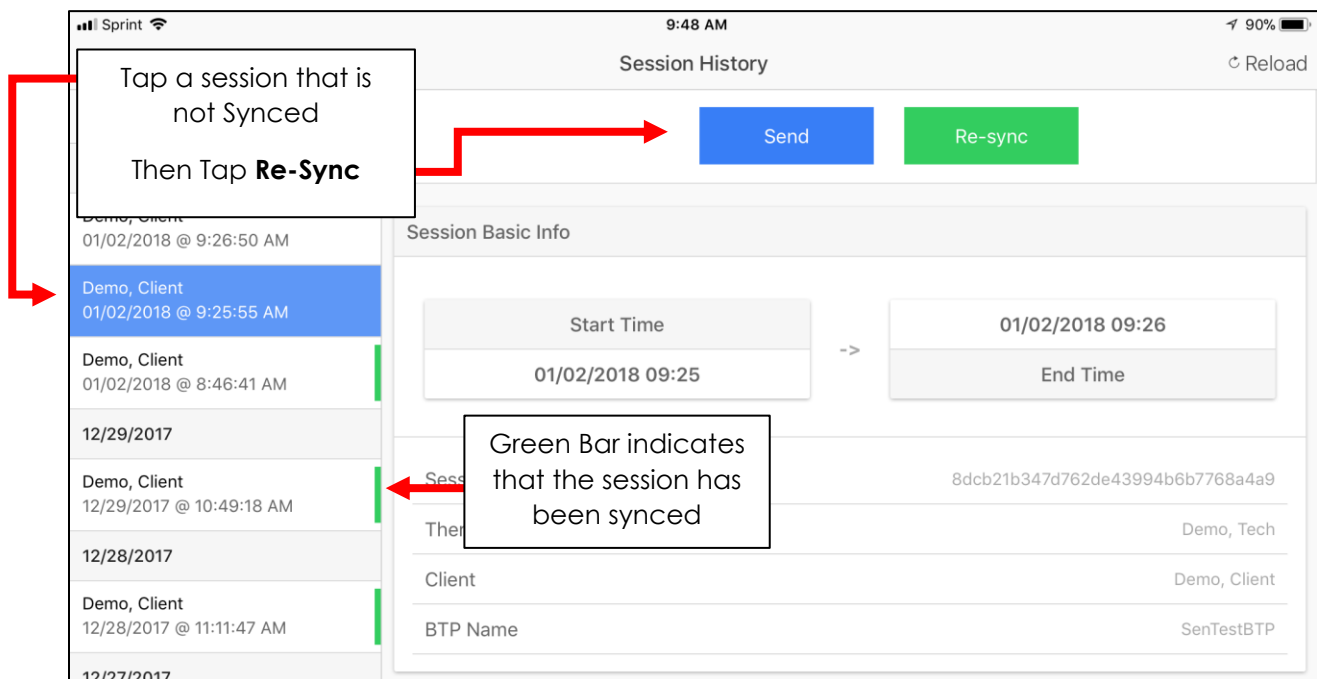 Sprint
9:48 AM
90%
Session History
Reload
Tap a session that is
not Synced
Then Tap Re-Sync
Send
Re-sync
Demo, Client
01/02/2018 @ 9:26:50 AM
Demo, Client
01/02/2018 @ 9:25:55 AM
Demo, Client
01/02/2018 @ 8:46:41 AM
12/29/2017
Demo, Client
12/29/2017 @ 10:49:18 AM
12/28/2017
Demo, Client
12/28/2017 @ 11:11:47 AM
12/27/2017
Session Basic Info
Start Time
01/02/2018 09:25
->
01/02/2018 09:26
End Time
Green Bar indicates
that the session has
been synced
8dcb21b347d762de43994b6b7768a4a9
Demo, Tech
Client
Demo, Client
BTP Name
SenTestBTP